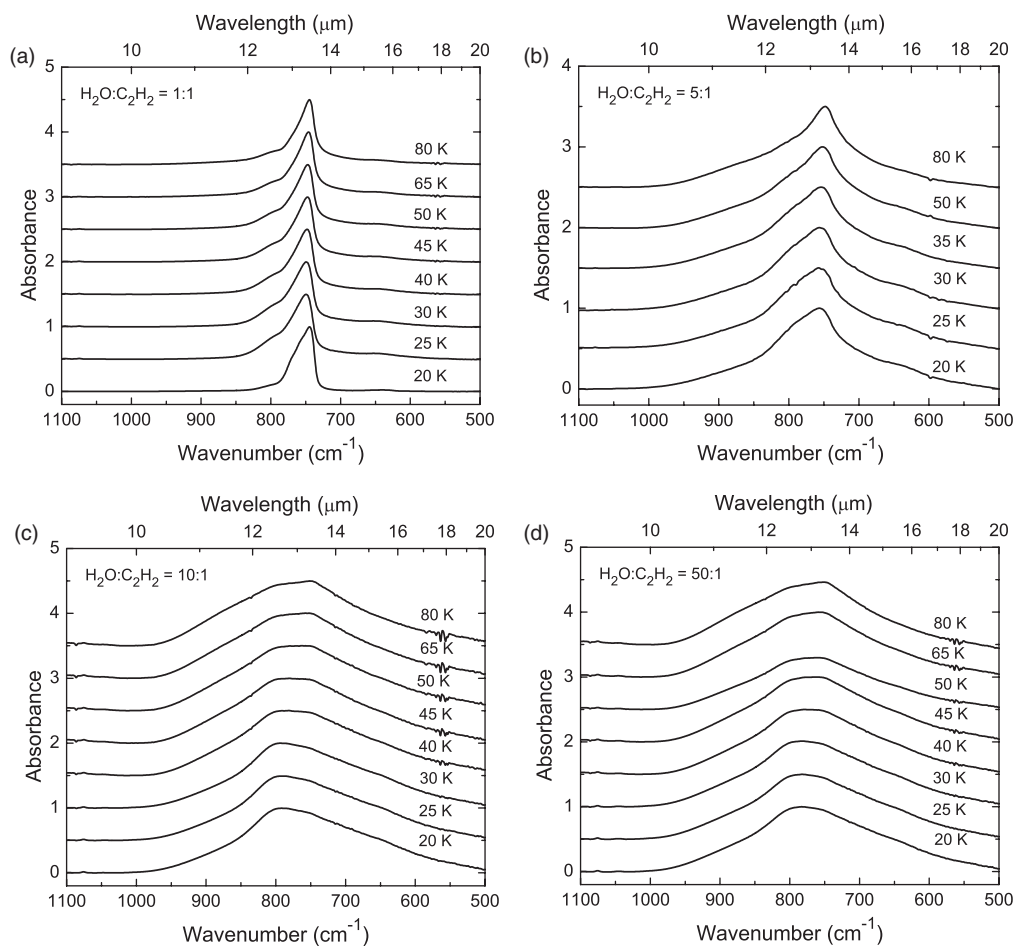 Wavelength (μm)
(a)
10 12 14 16 18 20
5
4
3
2
1
0
Absorbance
H₂O:C₂H₂ = 1:1
80 K
65 K
50 K
45 K
40 K
30 K
25 K
20 K
1100 1000 900 800 700 600 500
Wavenumber (cm⁻¹)
Wavelength (μm)
(b)
10 12 14 16 18 20
4
3
2
1
0
Absorbance
H₂O:C₂H₂ = 5:1
80 K
50 K
35 K
30 K
25 K
20 K
1100 1000 900 800 700 600 500
Wavenumber (cm⁻¹)
Wavelength (μm)
(c)
10 12 14 16 18 20
5
4
3
2
1
0
Absorbance
H₂O:C₂H₂ = 10:1
80 K
65 K
50 K
45 K
40 K
30 K
25 K
20 K
1100 1000 900 800 700 600 500
Wavenumber (cm⁻¹)
Wavelength (μm)
(d)
10 12 14 16 18 20
5
4
3
2
1
0
Absorbance
H₂O:C₂H₂ = 50:1
80 K
65 K
50 K
45 K
40 K
30 K
25 K
20 K
1100 1000 900 800 700 600 500
Wavenumber (cm⁻¹)